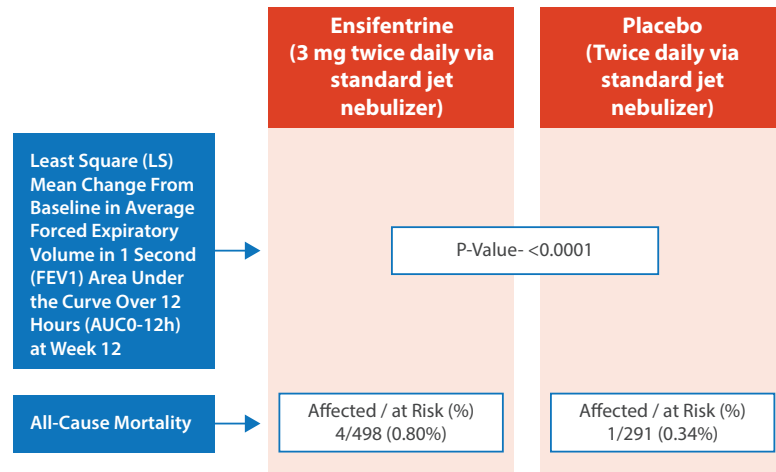 Ensifentrine
(3 mg twice daily via
standard jet
nebulizer)
Placebo
(Twice daily via
standard jet
nebulizer)
Least Square (LS)
Mean Change From
Baseline in Average
Forced Expiratory
Volume in 1 Second
(FEV1) Area Under
the Curve Over 12
Hours (AUC0-12h)
at Week 12
P-Value- <0.0001
All-Cause Mortality
Affected / at Risk (%)
4/498 (0.80%)
Affected / at Risk (%)
1/291 (0.34%)